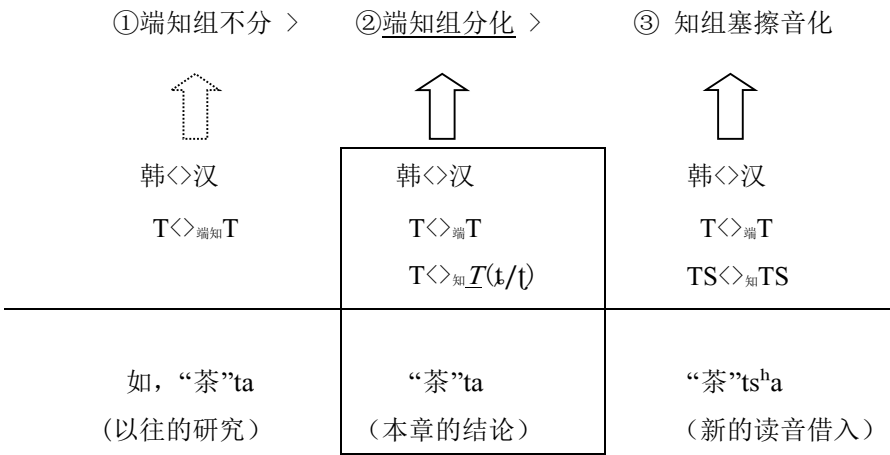 ①端知组不分 > ②端知组分化 > ③ 知组塞擦音化
韩<>汉 韩<>汉 韩<>汉
T<>端知T T<>端T T<>端T
T<>知T(ȶ/ʈ) TS<>知TS
如，“茶”ta “茶”ta “茶”tsʰa
(以往的研究） （本章的结论） （新的读音借入）